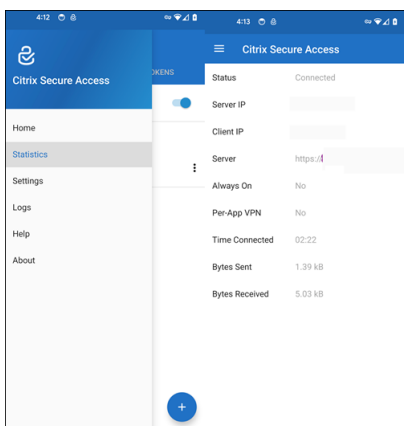 4:12
Citrix Secure Access
OKENS
Home
Statistics
Settings
Logs
Help
About
+
4:13
Citrix Secure Access
Status Connected
Server IP
Client IP
Server https://
Always On No
Per-App VPN No
Time Connected 02:22
Bytes Sent 1.39 kB
Bytes Received 5.03 kB